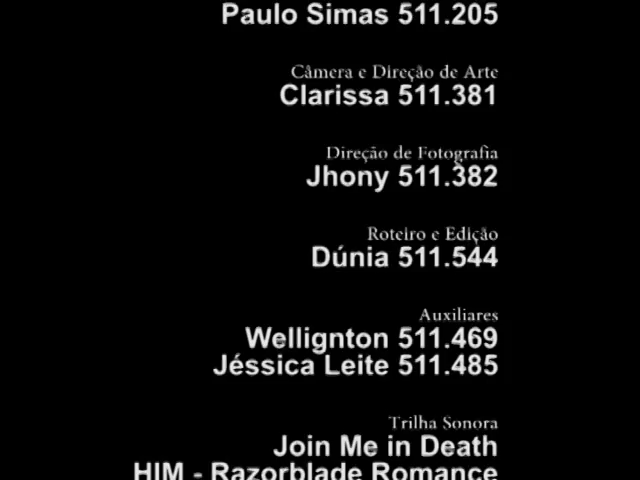 Paulo Simas 511.205
Câmera e Direção de Arte
Clarissa 511.381
Direção de Fotografia
Jhony 511.382
Roteiro e Edição
Dúnia 511.544
Auxiliares
Wellignton 511.469
Jéssica Leite 511.485
Trilha Sonora
Join Me in Death
HIM - Razorblade Romance